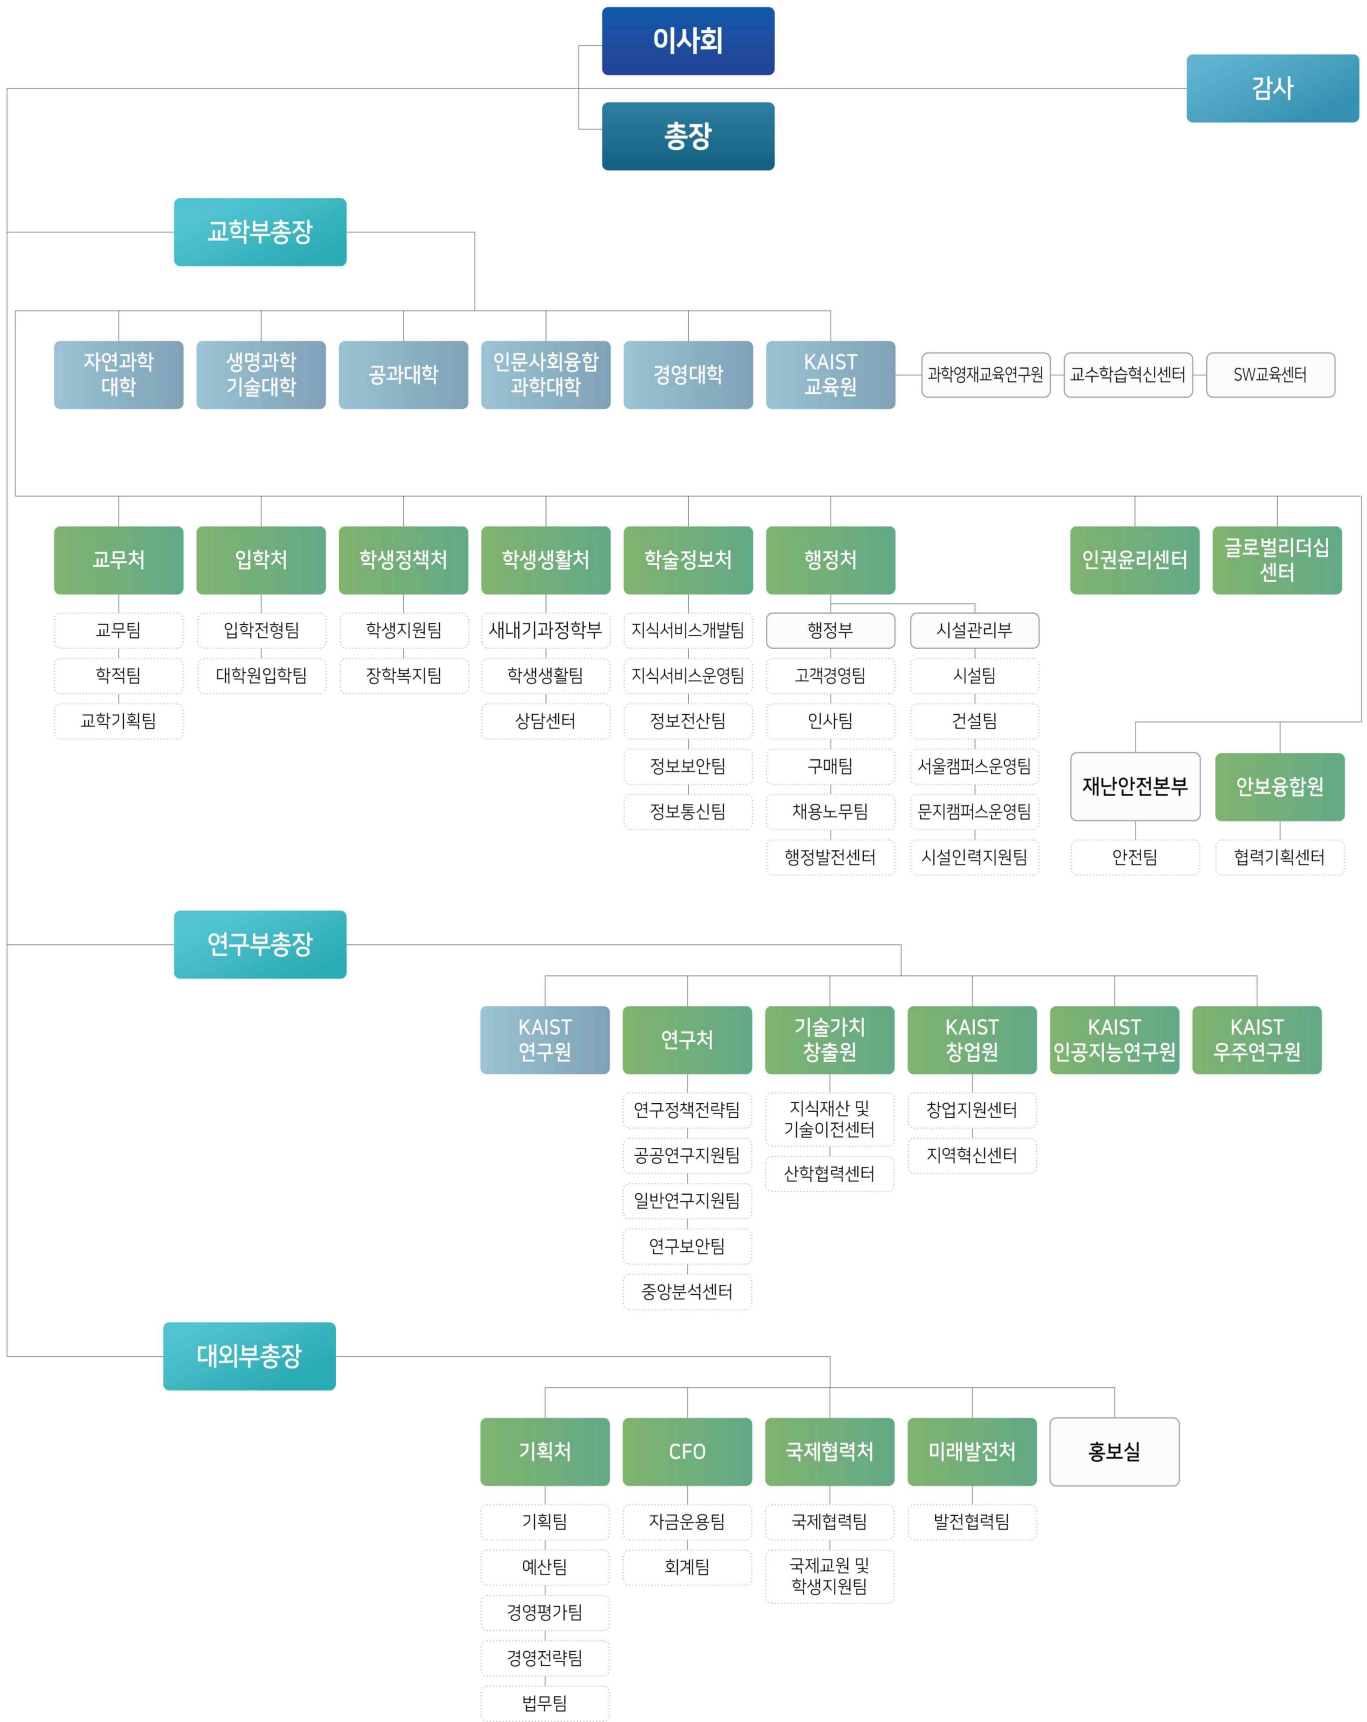 이사회
감사
총장
교학부총장
자연과학
대학
생명과학
기술대학
공과대학
인문사회융합
과학대학
경영대학
KAIST
교육원
과학영재교육연구원
교수학습혁신센터
SW교육센터
교무처
입학처
학생정책처
학생생활처
학술정보처
행정처
인권윤리센터
글로벌리더십
센터
교무팀
학적팀
교학기획팀
입학전형팀
대학원입학팀
학생지원팀
장학복지팀
새내기과정학부
학생생활팀
상담센터
지식서비스개발팀
지식서비스운영팀
정보전산팀
정보보안팀
정보통신팀
행정부
고객경영팀
인사팀
구매팀
채용노무팀
행정발전센터
시설관리부
시설팀
건설팀
서울캠퍼스운영팀
문지캠퍼스운영팀
시설인력지원팀
재난안전본부
안전팀
안보융합원
협력기획센터
연구부총장
KAIST
연구원
연구처
기술가치
창출원
KAIST
창업원
KAIST
인공지능연구원
KAIST
우주연구원
연구정책전략팀
공공연구지원팀
일반연구지원팀
연구보안팀
중앙분석센터
지식재산 및
기술이전센터
산학협력센터
창업지원센터
지역혁신센터
대외부총장
기획처
CFO
국제협력처
미래발전처
홍보실
기획팀
예산팀
경영평가팀
경영전략팀
법무팀
자금운용팀
회계팀
국제협력팀
국제교원 및
학생지원팀
발전협력팀